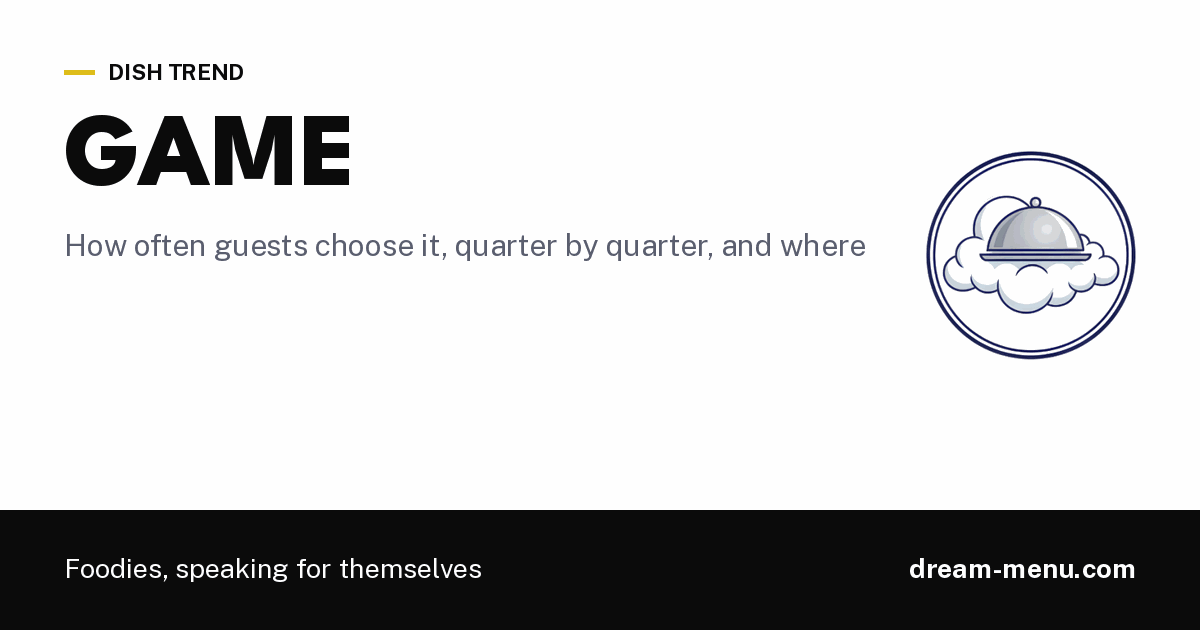 DISH TREND
GAME
How often guests choose it, quarter by quarter, and where
Foodies, speaking for themselves
dream-menu.com